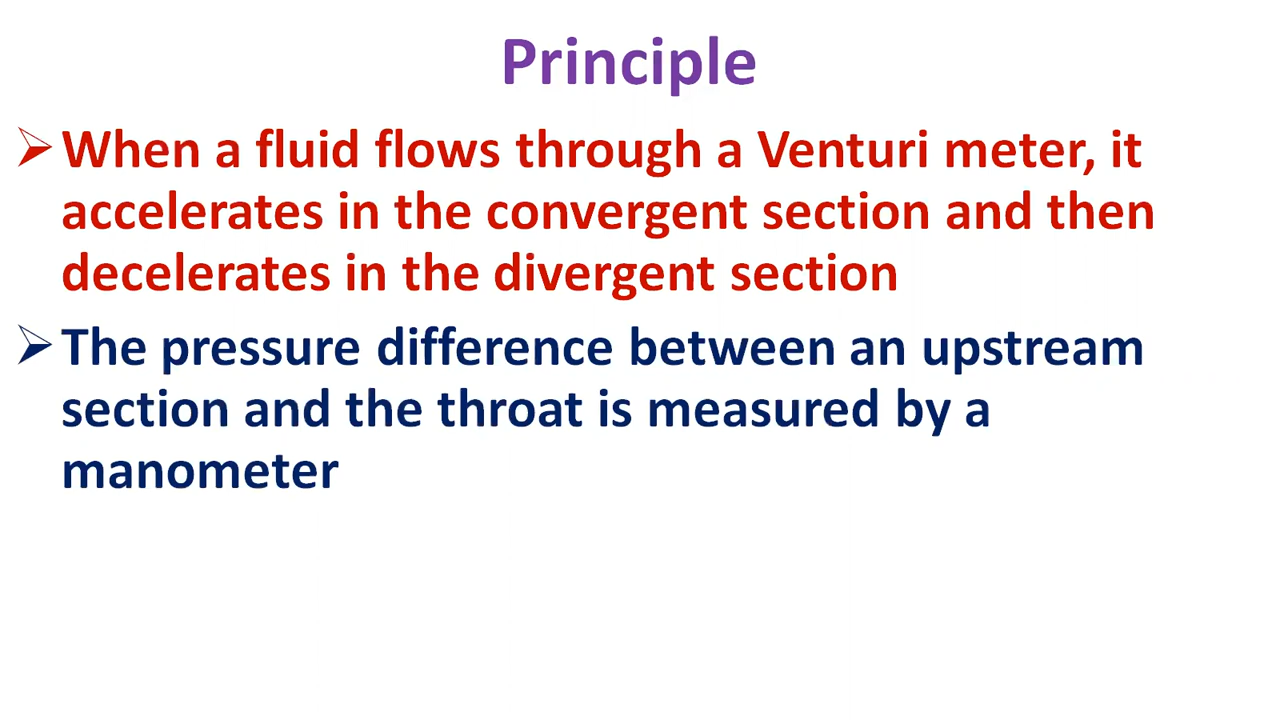 Principle
➢ When a fluid flows through a Venturi meter, it
accelerates in the convergent section and then
decelerates in the divergent section
➢ The pressure difference between an upstream
section and the throat is measured by a
manometer